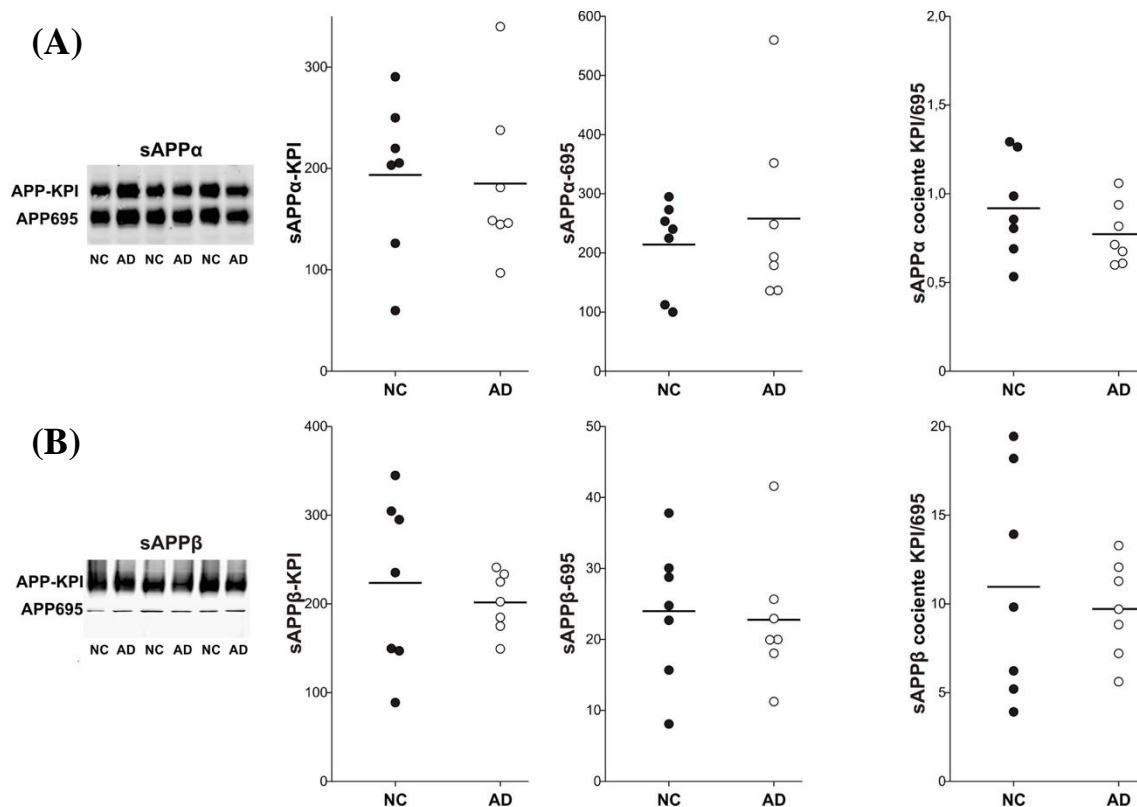 (A)
sAPPα
APP-KPI
APP695
NC AD NC AD NC AD
sAPPα-KPI
300
200
100
0
NC AD
sAPPα-695
600
500
400
300
200
100
0
NC AD
sAPPα cociente KPI/695
2,0
1,5
1,0
0,5
0
NC AD
(B)
sAPPβ
APP-KPI
APP695
NC AD NC AD NC AD
sAPPβ-KPI
400
300
200
100
0
NC AD
sAPPβ-695
50
40
30
20
10
0
NC AD
sAPPβ cociente KPI/695
20
15
10
5
0
NC AD